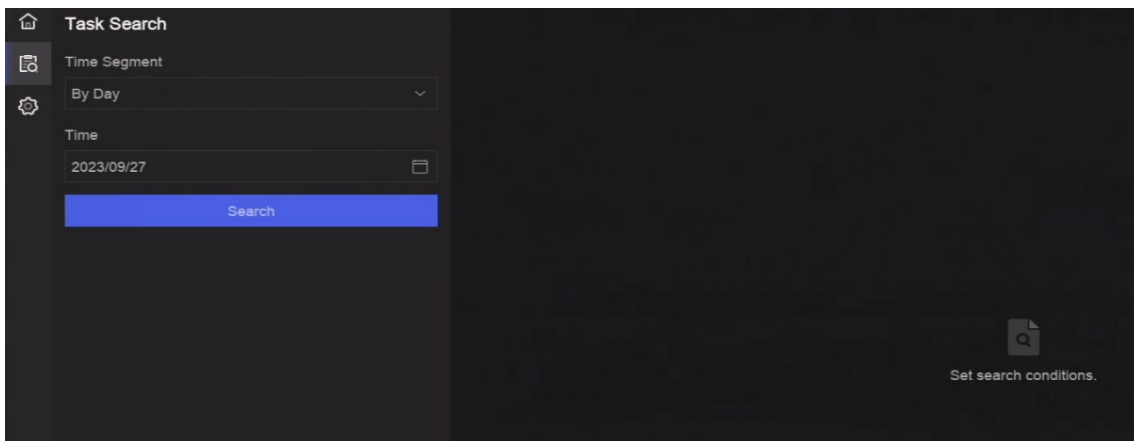 Task Search
Time Segment
By Day
Time
2023/09/27
Search
Set search conditions.